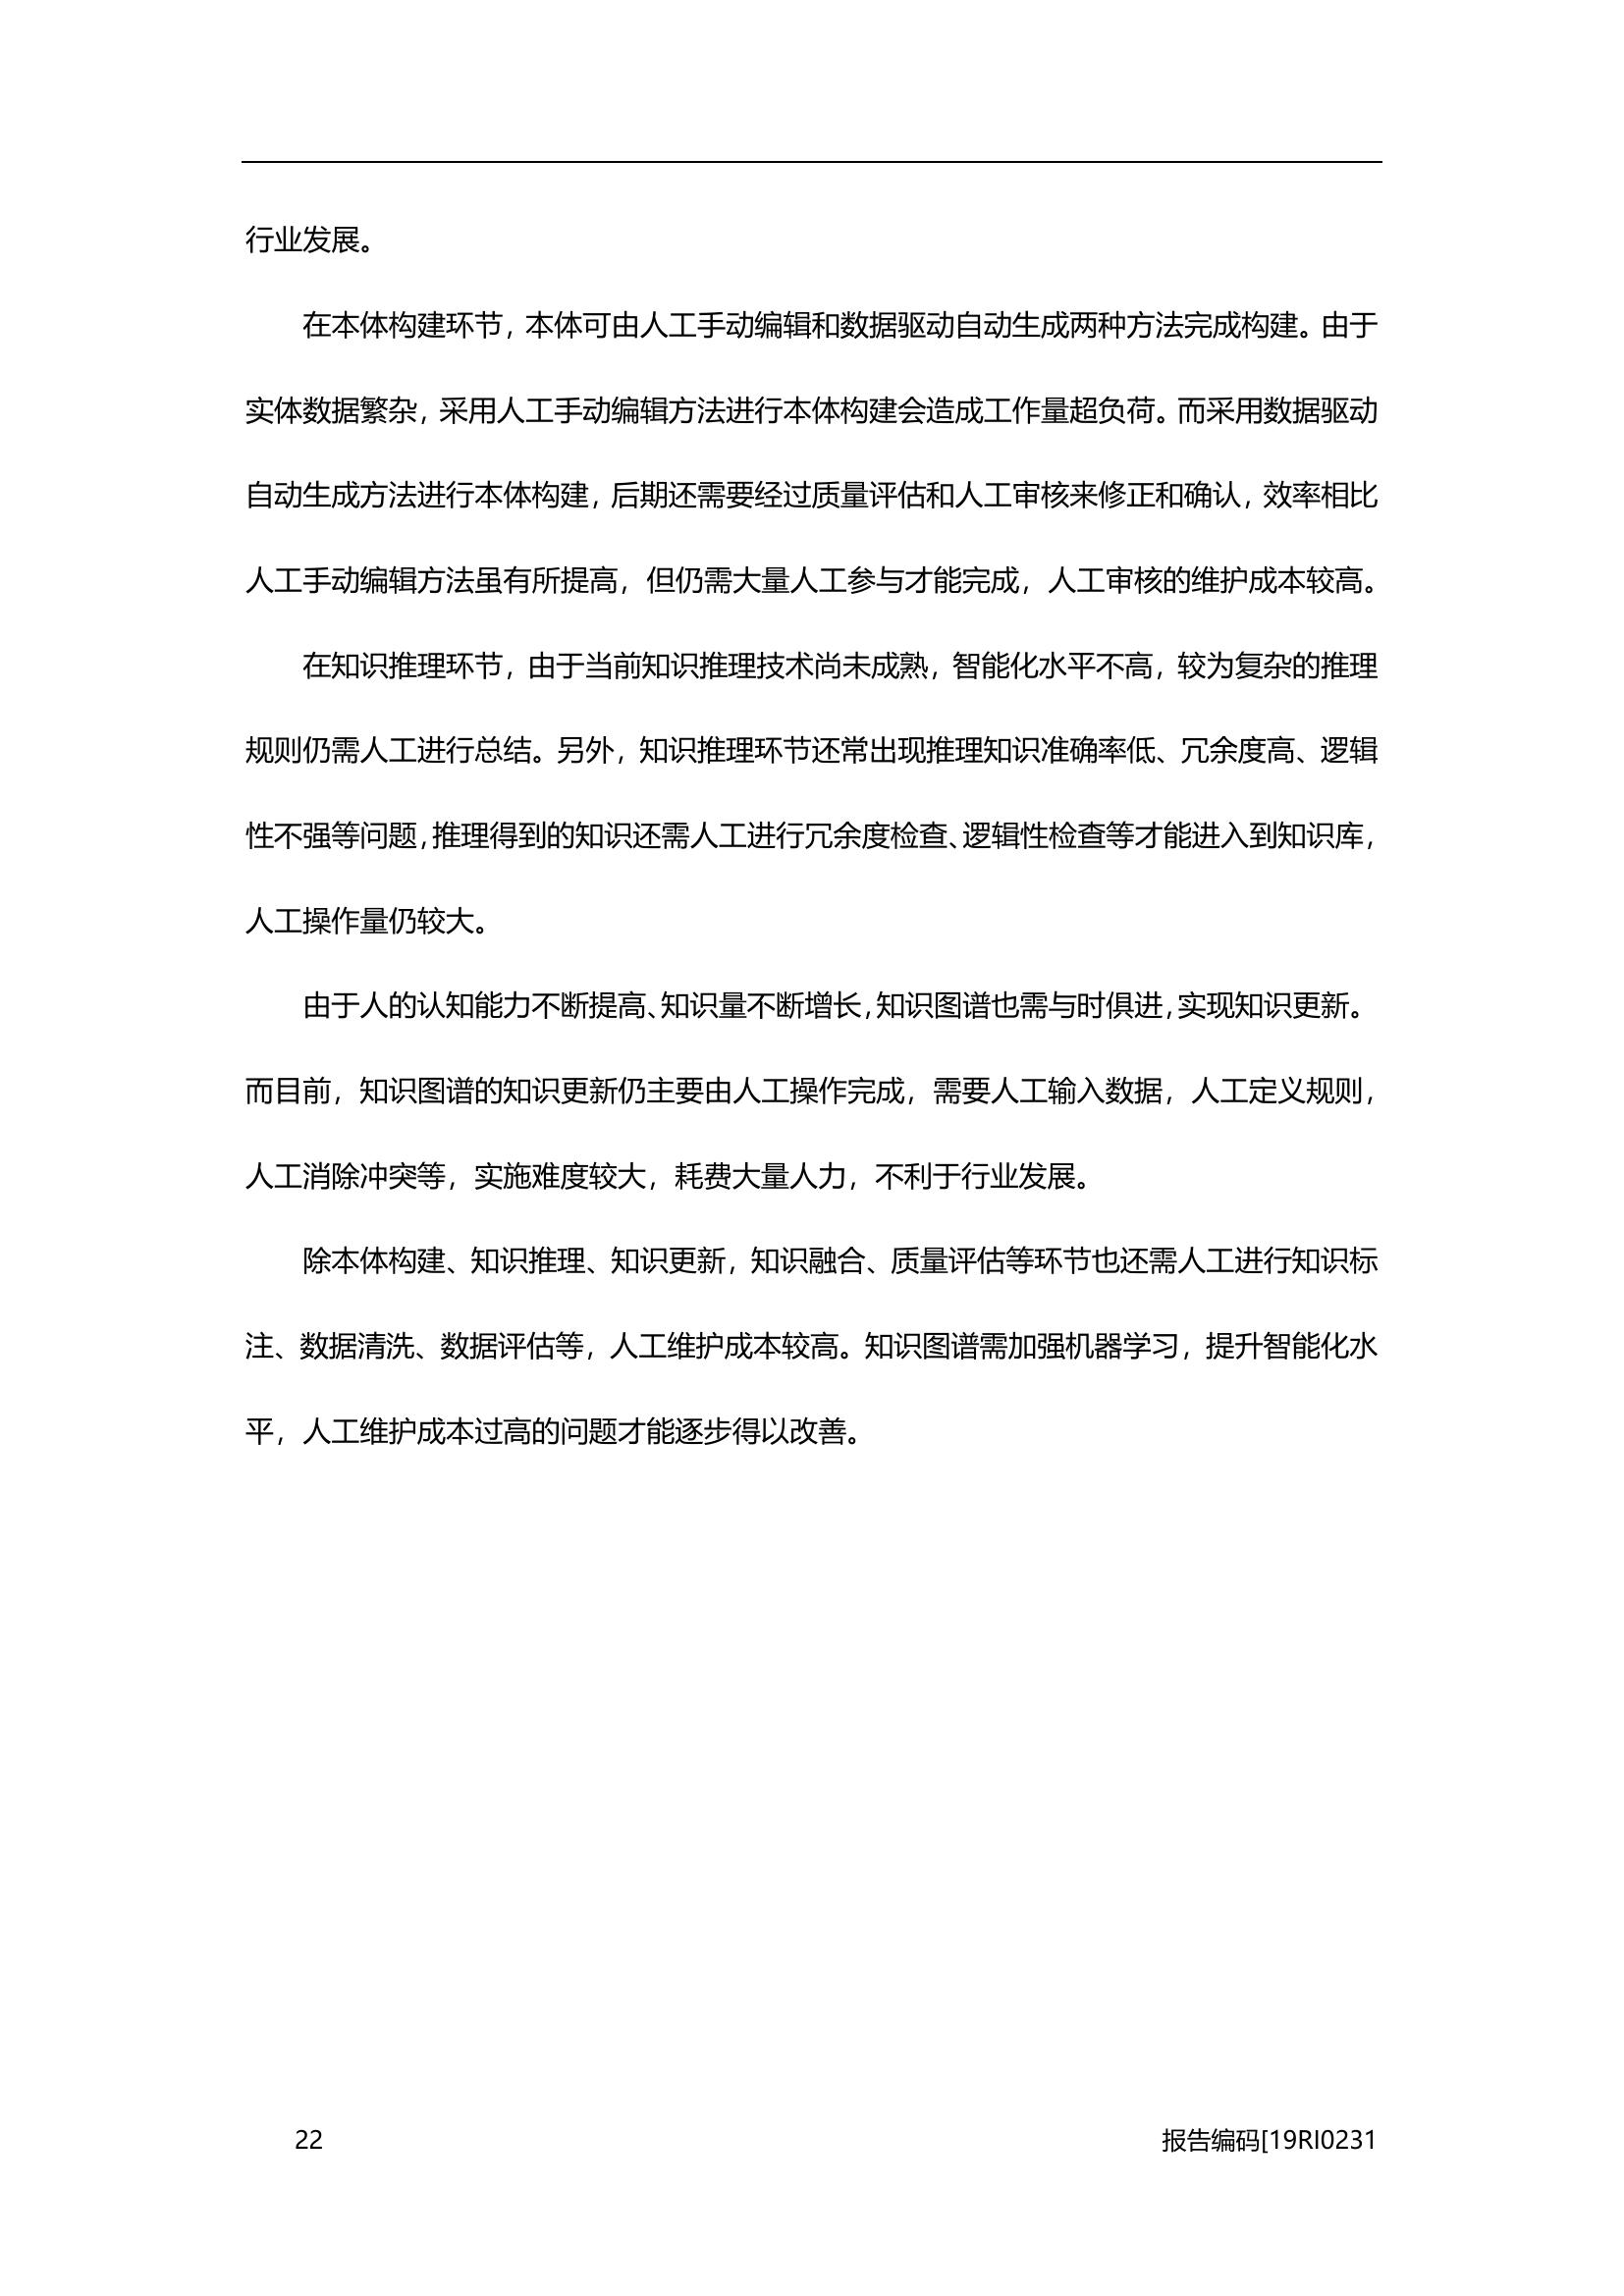 行业发展。
在本体构建环节，本体可由人工手动编辑和数据驱动自动生成两种方法完成构建。由于
实体数据繁杂，采用人工手动编辑方法进行本体构建会造成工作量超负荷。而采用数据驱动
自动生成方法进行本体构建，后期还需要经过质量评估和人工审核来修正和确认，效率相比
人工手动编辑方法虽有所提高，但仍需大量人工参与才能完成，人工审核的维护成本较高。
在知识推理环节，由于当前知识推理技术尚未成熟，智能化水平不高，较为复杂的推理
规则仍需人工进行总结。另外，知识推理环节还常出现推理知识准确率低、冗余度高、逻辑
性不强等问题，推理得到的知识还需人工进行冗余度检查、逻辑性检查等才能进入到知识库，
人工操作量仍较大。
由于人的认知能力不断提高、知识量不断增长，知识图谱也需与时俱进，实现知识更新。
而目前，知识图谱的知识更新仍主要由人工操作完成，需要人工输入数据，人工定义规则，
人工消除冲突等，实施难度较大，耗费大量人力，不利于行业发展。
除本体构建、知识推理、知识更新，知识融合、质量评估等环节也还需人工进行知识标
注、数据清洗、数据评估等，人工维护成本较高。知识图谱需加强机器学习，提升智能化水
平，人工维护成本过高的问题才能逐步得以改善。
22 报告编码[19RI0231